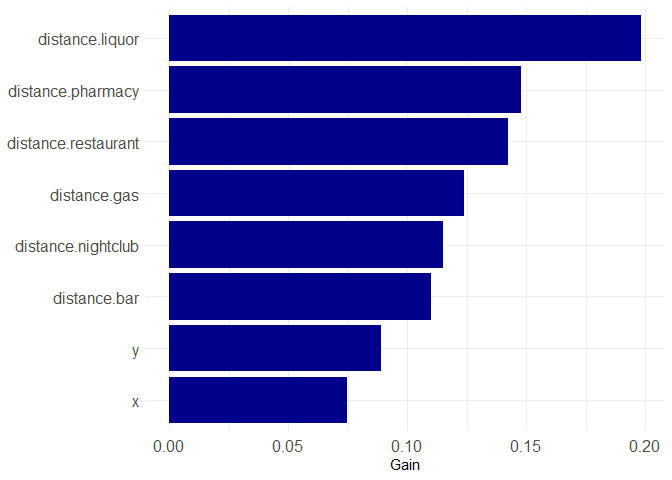 distance.liquor
distance.pharmacy
distance.restaurant
distance.gas
distance.nightclub
distance.bar
y
x
0.00 0.05 0.10 0.15 0.20
Gain